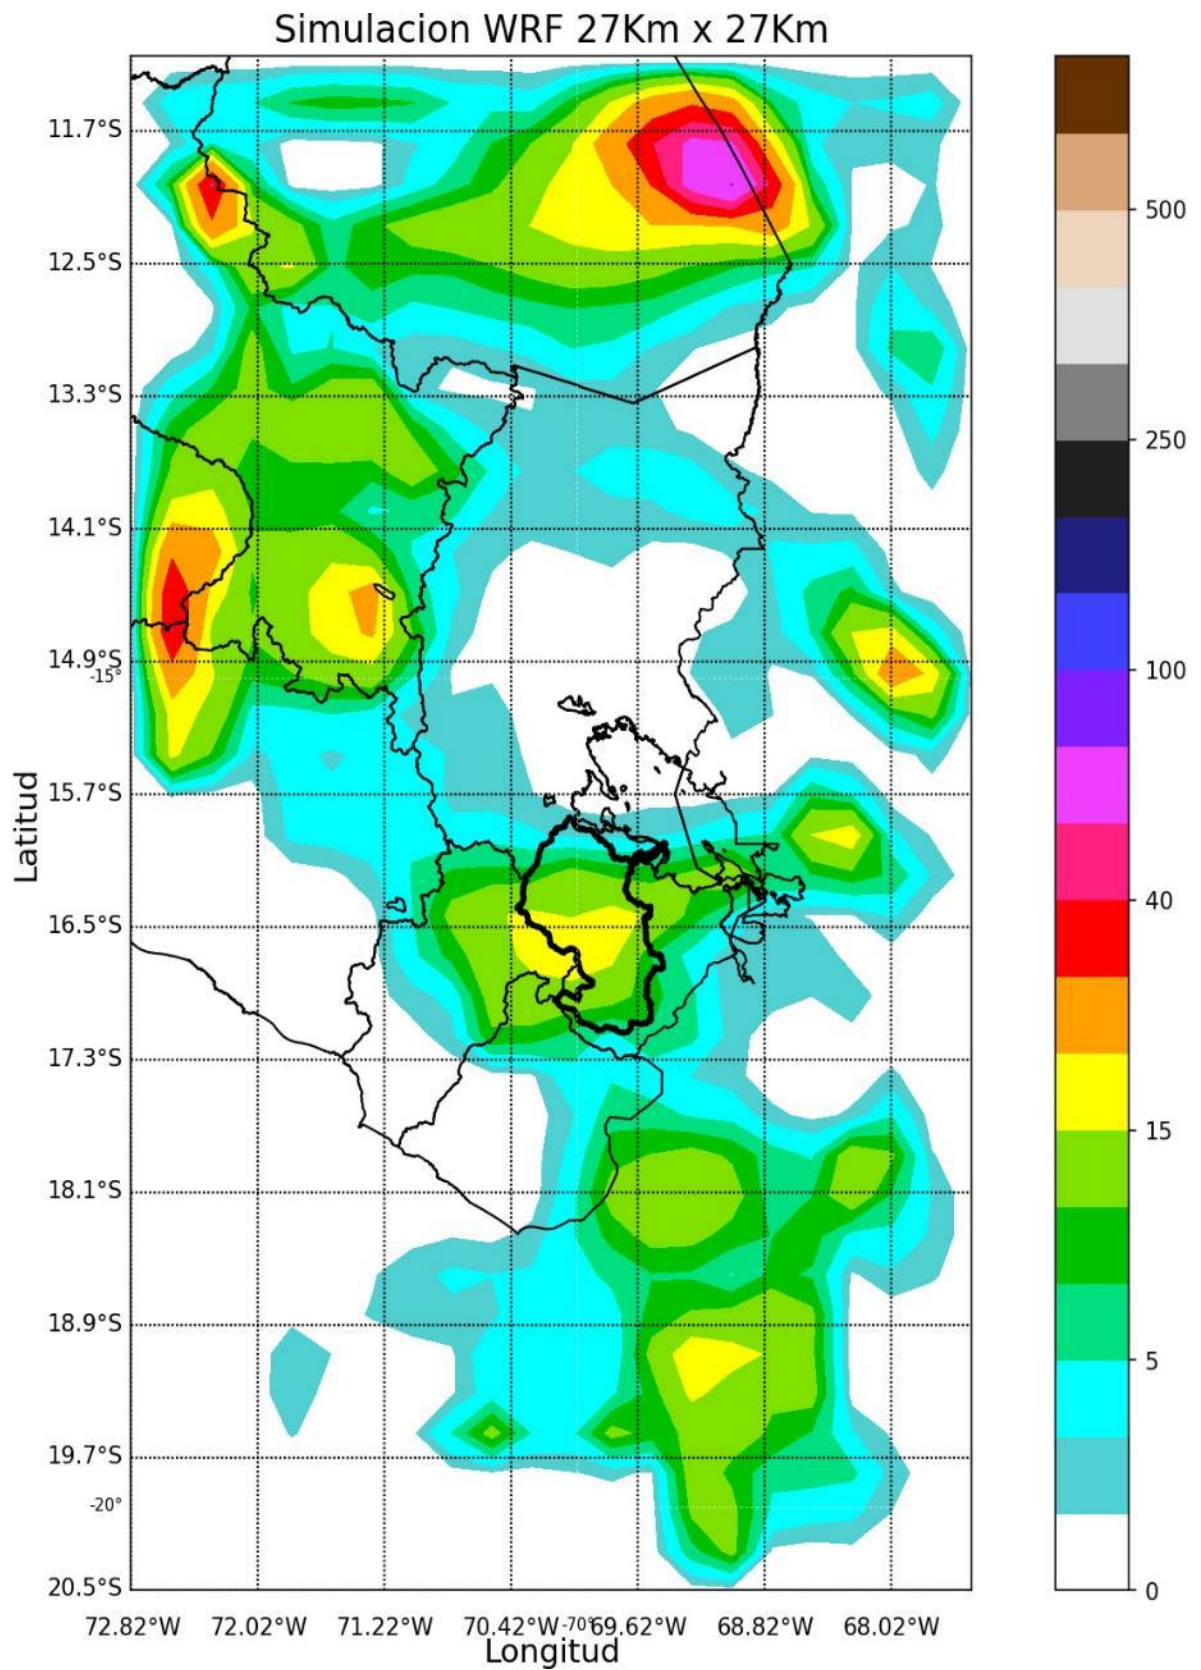 Simulacion WRF 27Km x 27Km
11.7°S
12.5°S
13.3°S
14.1°S
14.9°S
-15°
15.7°S
16.5°S
17.3°S
18.1°S
18.9°S
19.7°S
-20°
20.5°S
Latitud
72.82°W 72.02°W 71.22°W 70.42°W -70° 69.62°W 68.82°W 68.02°W
Longitud
500
250
100
40
15
5
0